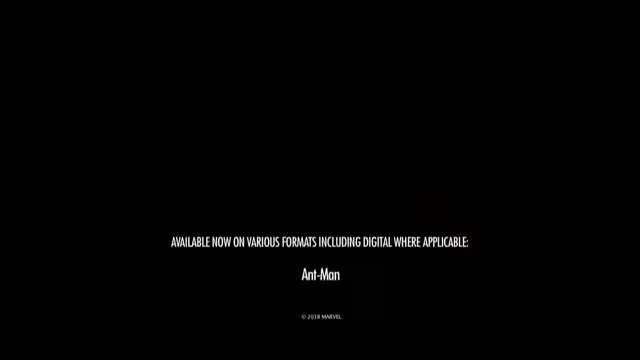 AVAILABLE NOW ON VARIOUS FORMATS INCLUDING DIGITAL WHERE APPLICABLE:
Ant-Man
© 2018 MARVEL